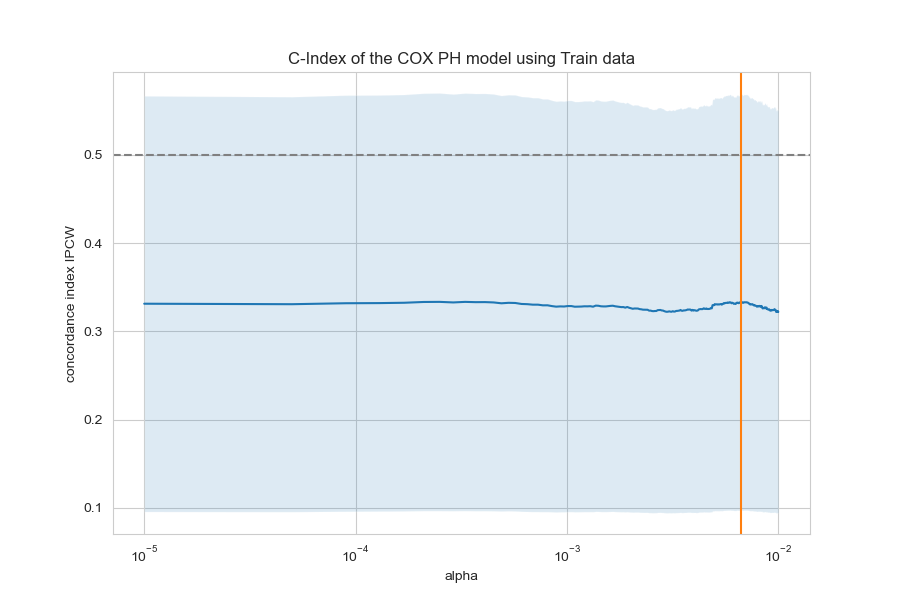 C-Index of the COX PH model using Train data
concordance index IPCW
0.5
0.4
0.3
0.2
0.1
10⁻⁵ 10⁻⁴ 10⁻³ 10⁻²
alpha